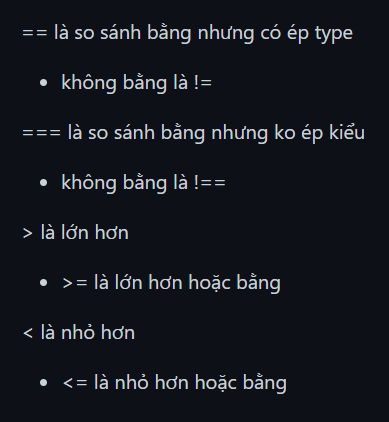 == là so sánh bằng nhưng có ép type
không bằng là !=
=== là so sánh bằng nhưng ko ép kiểu
không bằng là !==
> là lớn hơn
>= là lớn hơn hoặc bằng
< là nhỏ hơn
<= là nhỏ hơn hoặc bằng